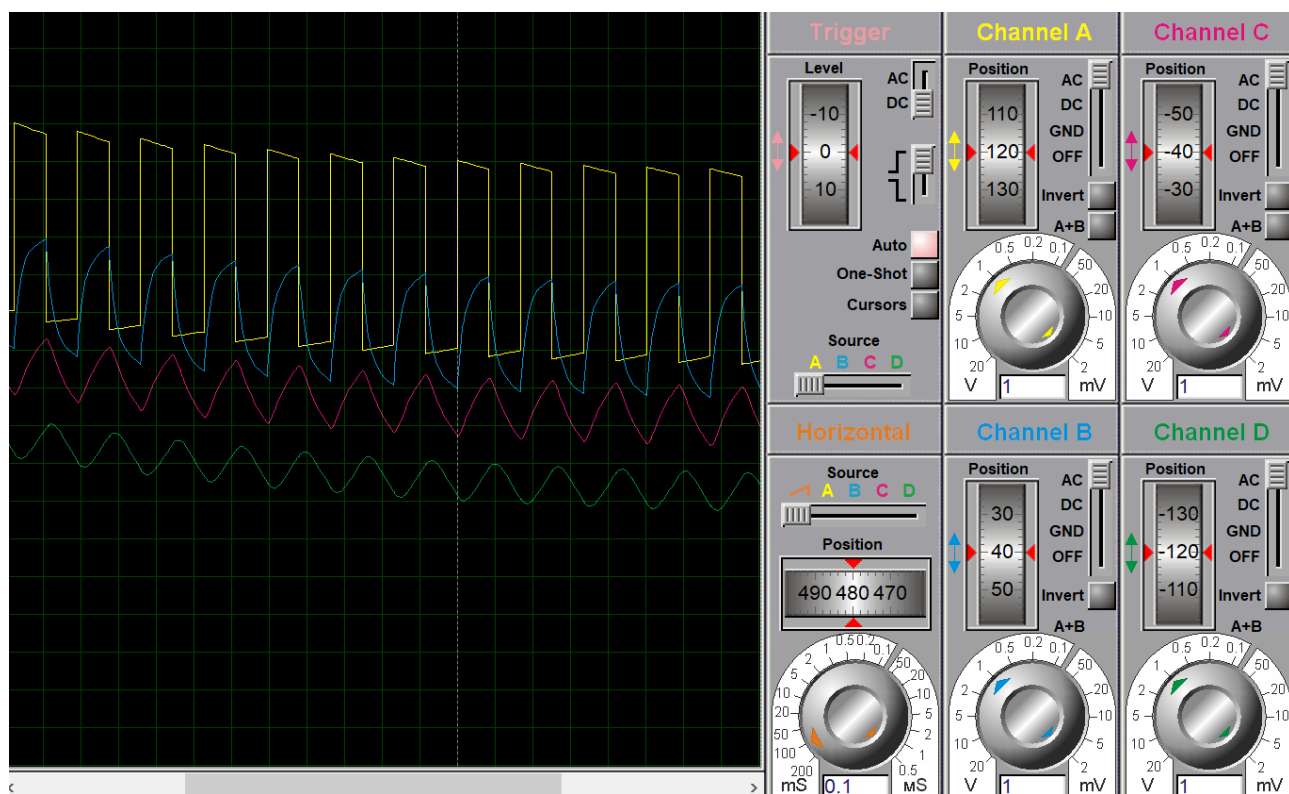 Trigger
Level
-10
0
10
AC
DC
Auto
One-Shot
Cursors
Source
A B C D
Channel A
Position
110
120
130
AC
DC
GND
OFF
Invert
A+B
20 10 5 2 1 0.5 0.2 0.1 50 20 10 5 2
V 1 mV
Channel C
Position
-50
-40
-30
AC
DC
GND
OFF
Invert
A+B
20 10 5 2 1 0.5 0.2 0.1 50 20 10 5 2
V 1 mV
Horizontal
Source
A B C D
Position
490 480 470
200 100 50 20 10 5 2 1 0.5 0.2 0.1 50 20 10 5 2 1 0.5
mS 0.1 мS
Channel B
Position
30
40
50
AC
DC
GND
OFF
Invert
A+B
20 10 5 2 1 0.5 0.2 0.1 50 20 10 5 2
V 1 mV
Channel D
Position
-130
-120
-110
AC
DC
GND
OFF
Invert
A+B
20 10 5 2 1 0.5 0.2 0.1 50 20 10 5 2
V 1 mV